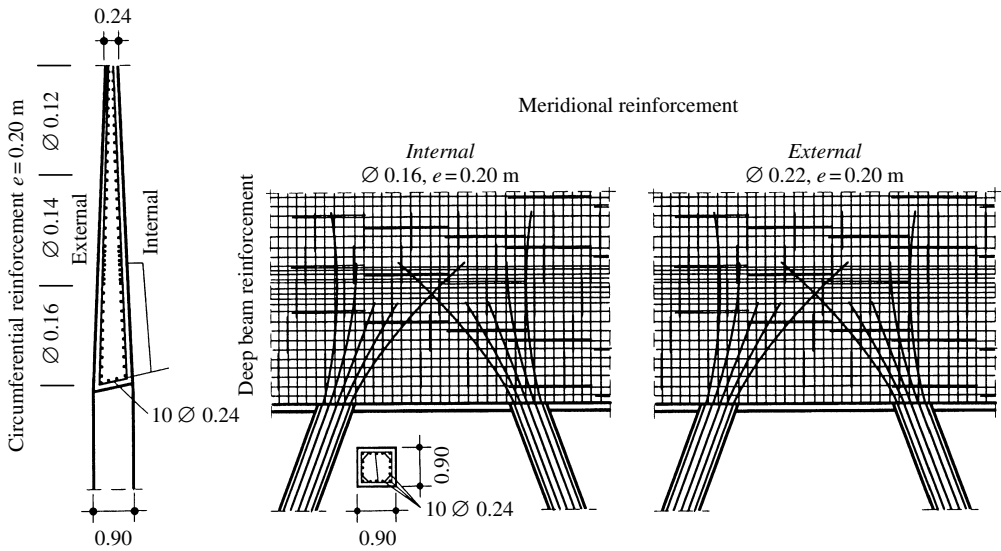 0.24
Circumferential reinforcement e = 0.20 m
∅ 0.12
∅ 0.14
∅ 0.16
External
Internal
10 ∅ 0.24
0.90
Meridional reinforcement
Internal
∅ 0.16, e = 0.20 m
External
∅ 0.22, e = 0.20 m
Deep beam reinforcement
0.90
10 ∅ 0.24
0.90